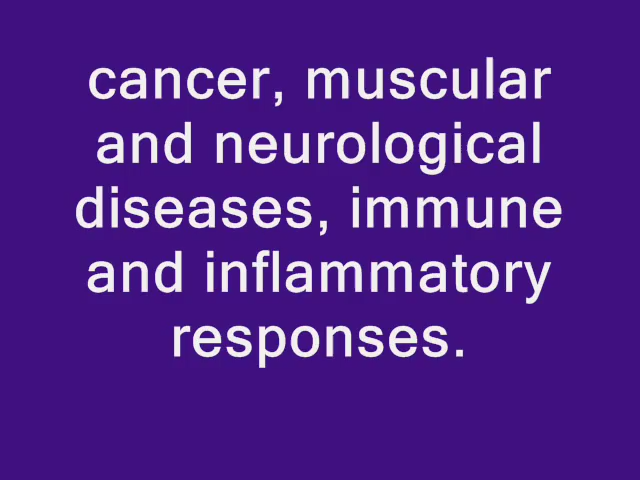 cancer, muscular
and neurological
diseases, immune
and inflammatory
responses.